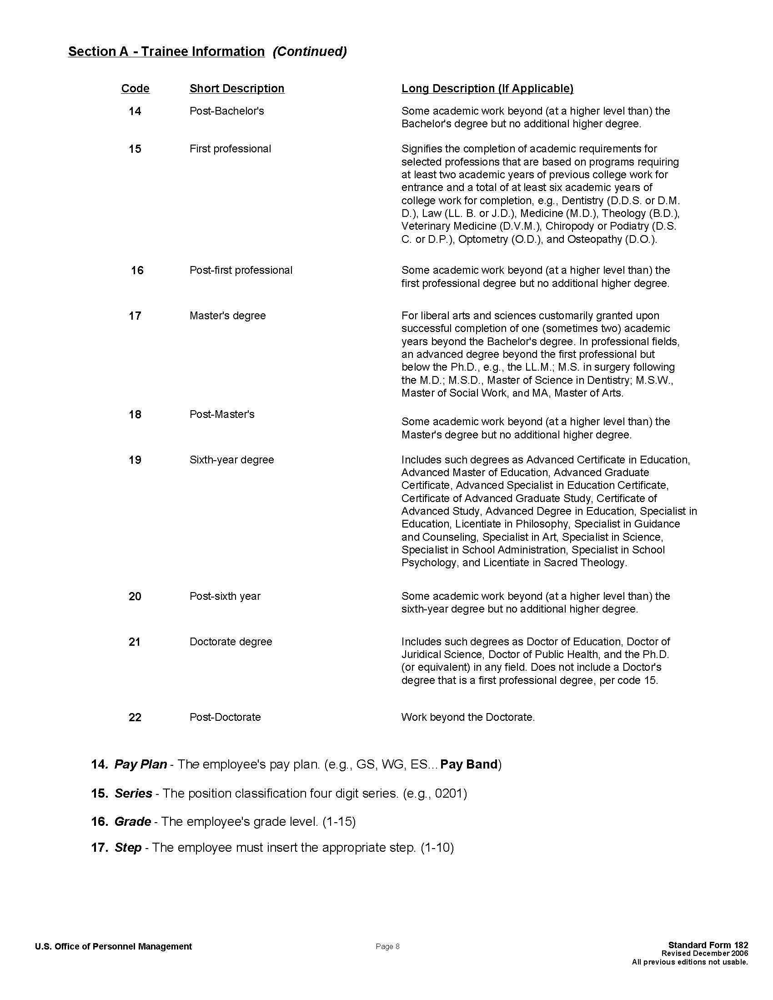 Section A - Trainee Information (Continued)
Code Short Description Long Description (If Applicable)
14 Post-Bachelor's Some academic work beyond (at a higher level than) the
Bachelor's degree but no additional higher degree.
15 First professional Signifies the completion of academic requirements for
selected professions that are based on programs requiring
at least two academic years of previous college work for
entrance and a total of at least six academic years of
college work for completion, e.g., Dentistry (D.D.S. or D.M.
D.), Law (LL. B. or J.D.), Medicine (M.D.), Theology (B.D.),
Veterinary Medicine (D.V.M.), Chiropody or Podiatry (D.S.
C. or D.P.), Optometry (O.D.), and Osteopathy (D.O.).
16 Post-first professional Some academic work beyond (at a higher level than) the
first professional degree but no additional higher degree.
17 Master's degree For liberal arts and sciences customarily granted upon
successful completion of one (sometimes two) academic
years beyond the Bachelor's degree. In professional fields,
an advanced degree beyond the first professional but
below the Ph.D., e.g., the LL.M.; M.S. in surgery following
the M.D.; M.S.D., Master of Science in Dentistry; M.S.W.,
Master of Social Work, and MA, Master of Arts.
18 Post-Master's
Some academic work beyond (at a higher level than) the
Master's degree but no additional higher degree.
19 Sixth-year degree Includes such degrees as Advanced Certificate in Education,
Advanced Master of Education, Advanced Graduate
Certificate, Advanced Specialist in Education Certificate,
Certificate of Advanced Graduate Study, Certificate of
Advanced Study, Advanced Degree in Education, Specialist in
Education, Licentiate in Philosophy, Specialist in Guidance
and Counseling, Specialist in Art, Specialist in Science,
Specialist in School Administration, Specialist in School
Psychology, and Licentiate in Sacred Theology.
20 Post-sixth year Some academic work beyond (at a higher level than) the
sixth-year degree but no additional higher degree.
21 Doctorate degree Includes such degrees as Doctor of Education, Doctor of
Juridical Science, Doctor of Public Health, and the Ph.D.
(or equivalent) in any field. Does not include a Doctor's
degree that is a first professional degree, per code 15.
22 Post-Doctorate Work beyond the Doctorate.
14. Pay Plan - The employee's pay plan. (e.g., GS, WG, ES... Pay Band)
15. Series - The position classification four digit series. (e.g., 0201)
16. Grade - The employee's grade level. (1-15)
17. Step - The employee must insert the appropriate step. (1-10)
U.S. Office of Personnel Management Page 8 Standard Form 182
Revised December 2006
All previous editions not usable.